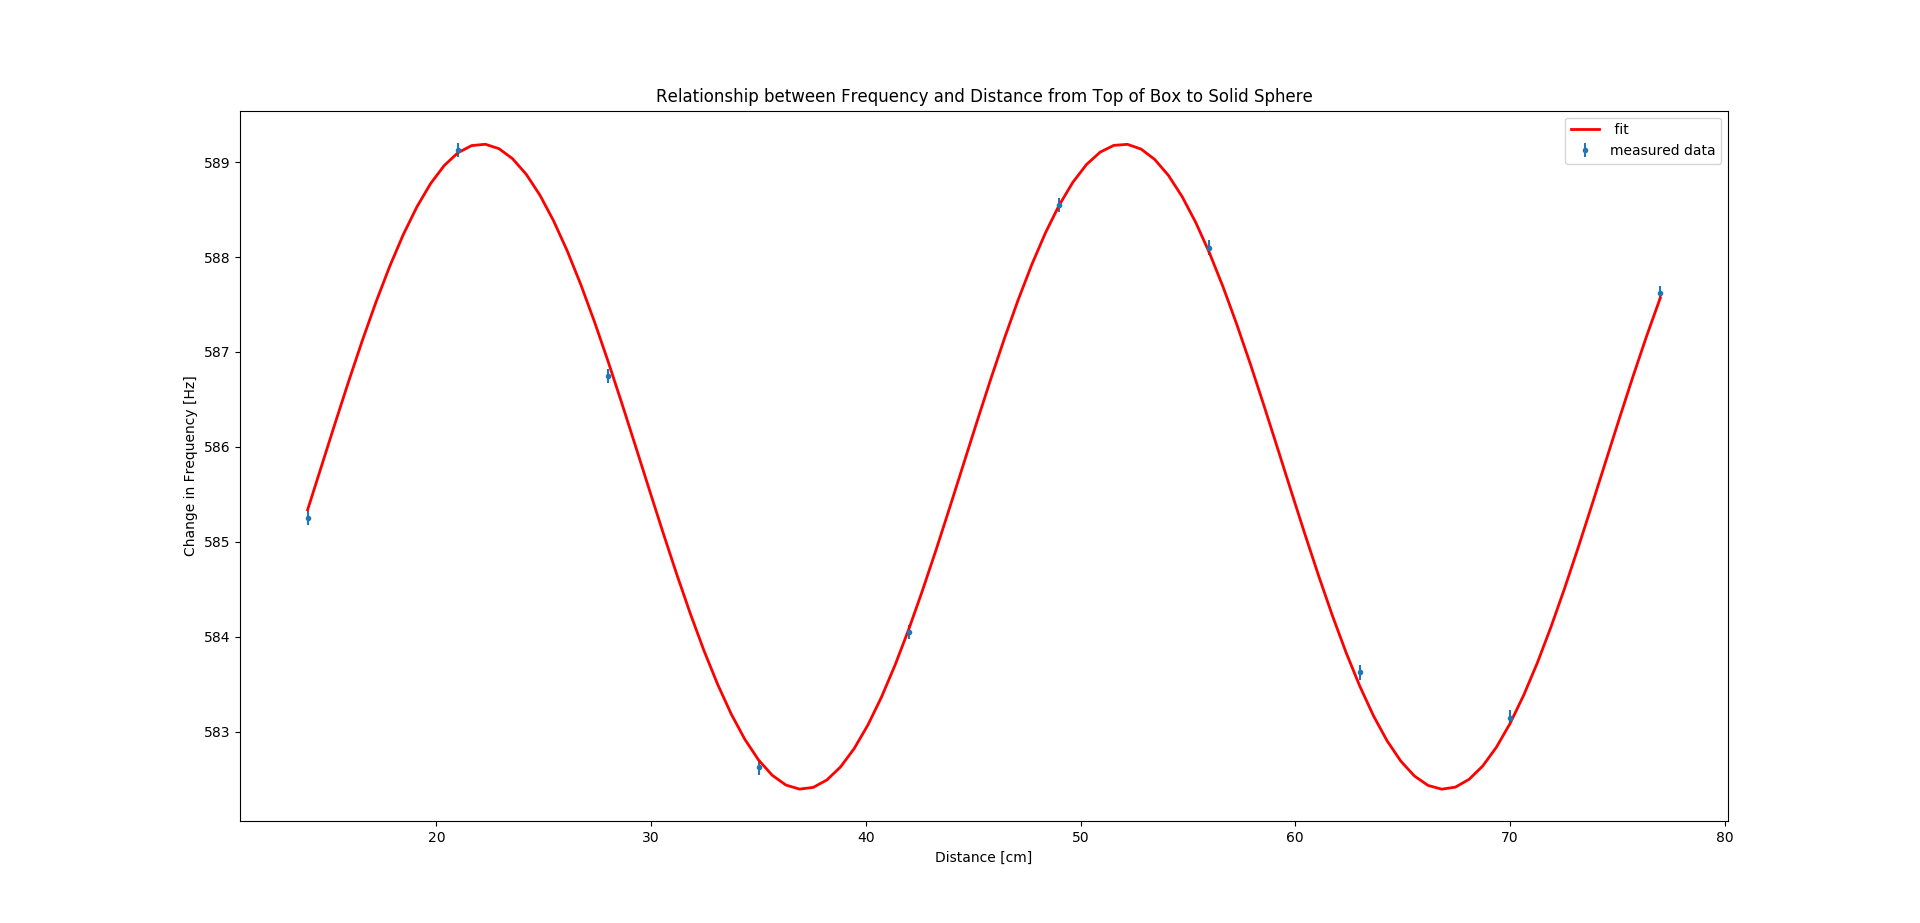 Relationship between Frequency and Distance from Top of Box to Solid Sphere
fit
measured data
589
588
587
586
585
584
583
Change in Frequency [Hz]
20 30 40 50 60 70 80
Distance [cm]